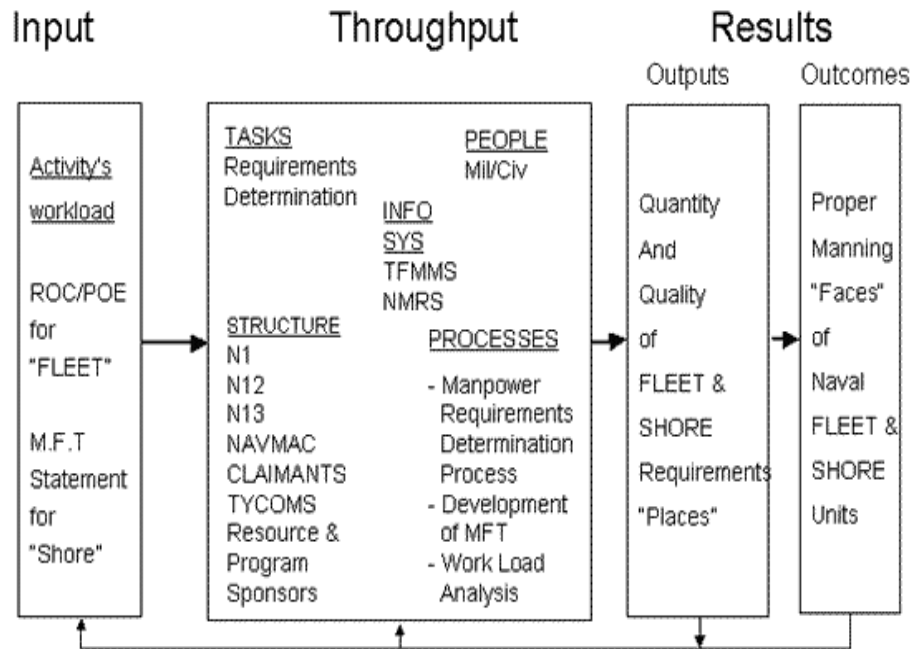 Input
Throughput
Results
Outputs
Outcomes
Activity's
workload
ROC/POE
for
"FLEET"
M.F.T
Statement
for
"Shore"
TASKS
Requirements
Determination
PEOPLE
Mil/Civ
INFO
SYS
TFMMS
NMRS
STRUCTURE
N1
N12
N13
NAVMAC
CLAIMANTS
TYCOMS
Resource &
Program
Sponsors
PROCESSES
- Manpower
Requirements
Determination
Process
- Development
of MFT
- Work Load
Analysis
Quantity
And
Quality
of
FLEET &
SHORE
Requirements
"Places"
Proper
Manning
"Faces"
of
Naval
FLEET &
SHORE
Units